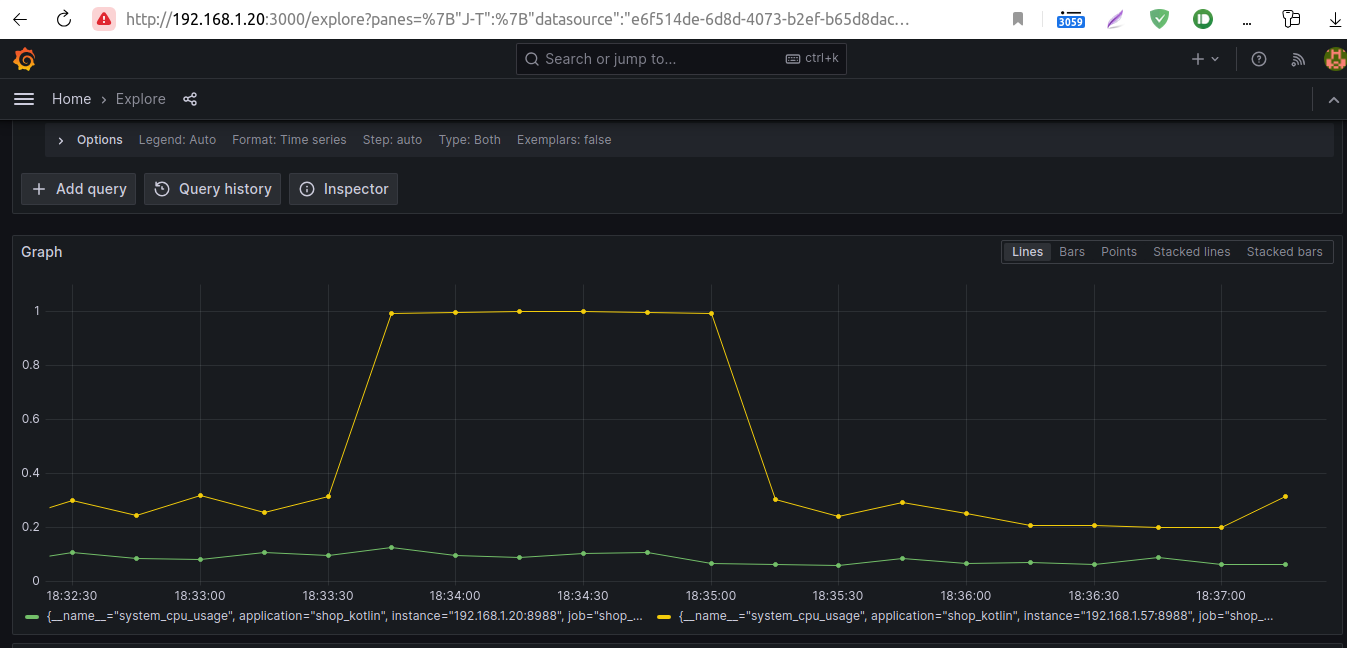 http://192.168.1.20:3000/explore?panes=%7B"J-T":%7B"datasource":"e6f514de-6d8d-4073-b2ef-b65d8dac…
3059
...
Search or jump to...
ctrl+k
Home › Explore
Options Legend: Auto Format: Time series Step: auto Type: Both Exemplars: false
+ Add query Query history Inspector
Graph
Lines Bars Points Stacked lines Stacked bars
1
0.8
0.6
0.4
0.2
0
18:32:30 18:33:00 18:33:30 18:34:00 18:34:30 18:35:00 18:35:30 18:36:00 18:36:30 18:37:00
{__name__="system_cpu_usage", application="shop_kotlin", instance="192.168.1.20:8988", job="shop_... {__name__="system_cpu_usage", application="shop_kotlin", instance="192.168.1.57:8988", job="shop_...